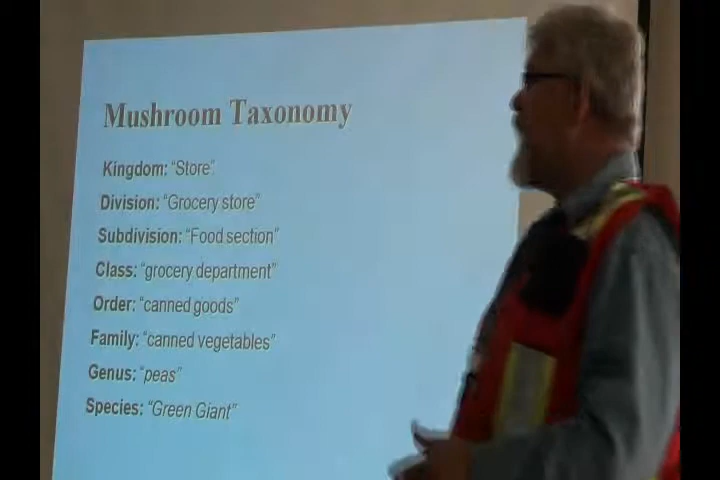 Mushroom Taxonomy
Kingdom: “Store”
Division: “Grocery store”
Subdivision: “Food section”
Class: “grocery department”
Order: “canned goods”
Family: “canned vegetables”
Genus: “peas”
Species: “Green Giant”